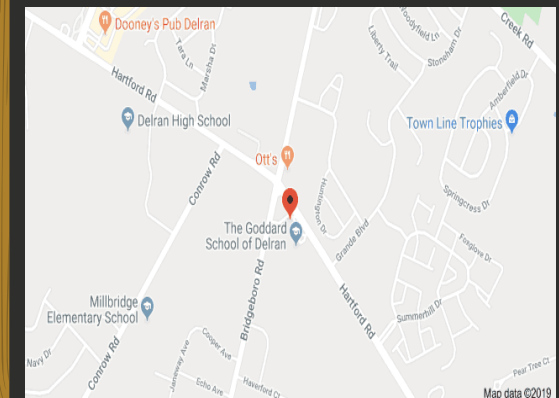 Dooney's Pub Delran
Creek Rd
Woodyfield Ln
Liberty Trail
Stoneham Dr
Tara Ln
Marsha Dr
Hartford Rd
Amberfield Dr
Delran High School
Town Line Trophies
Ott's
Conrow Rd
Huntington Dr
Springcress Dr
The Goddard
School of Delran
Grande Blvd
Foxglove Dr
Bridgeboro Rd
Hartford Rd
Millbridge
Elementary School
Summerhill Dr
Navy Dr
Conrow Rd
Janeway Ave
Cooper Ave
Echo Ave
Haverford Ct
Pear Tree Ct
Map data ©2019